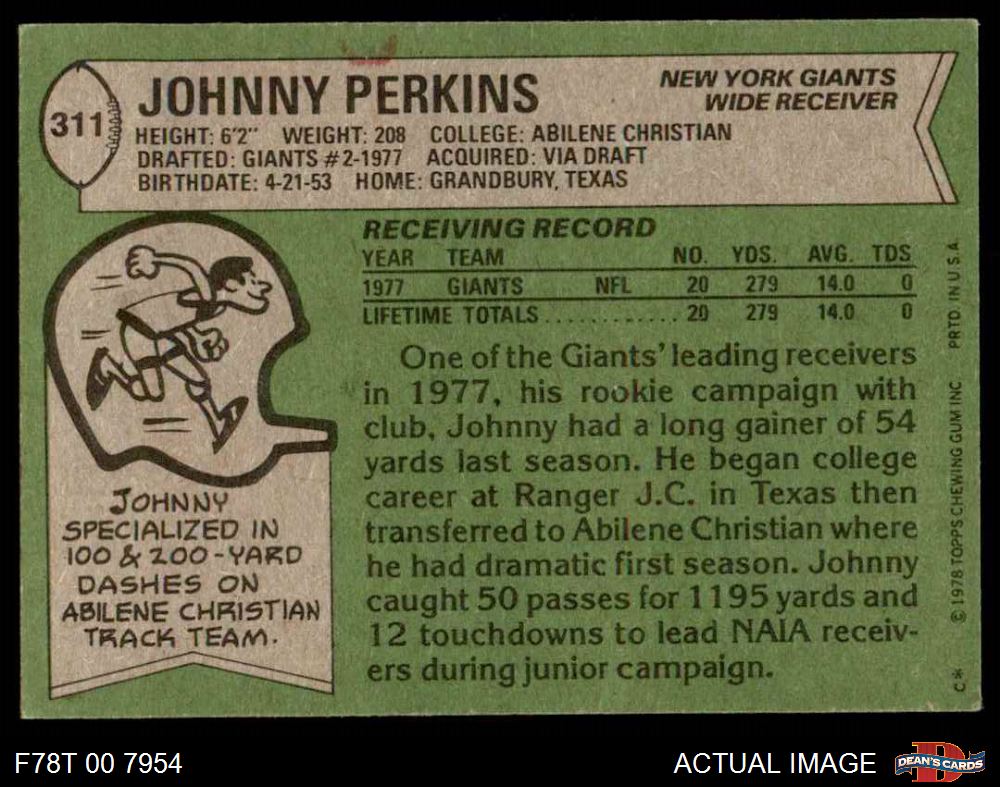 311
JOHNNY PERKINS
NEW YORK GIANTS
WIDE RECEIVER
HEIGHT: 6'2" WEIGHT: 208 COLLEGE: ABILENE CHRISTIAN
DRAFTED: GIANTS #2-1977 ACQUIRED: VIA DRAFT
BIRTHDATE: 4-21-53 HOME: GRANDBURY, TEXAS
RECEIVING RECORD
YEAR TEAM NO. YDS. AVG. TDS
1977 GIANTS NFL 20 279 14.0 0
LIFETIME TOTALS............. 20 279 14.0 0
One of the Giants' leading receivers
in 1977, his rookie campaign with
club, Johnny had a long gainer of 54
yards last season. He began college
career at Ranger J.C. in Texas then
transferred to Abilene Christian where
he had dramatic first season. Johnny
caught 50 passes for 1195 yards and
12 touchdowns to lead NAIA receiv-
ers during junior campaign.
JOHNNY
SPECIALIZED IN
100 & 200-YARD
DASHES ON
ABILENE CHRISTIAN
TRACK TEAM.
C* © 1978 TOPPS CHEWING GUM INC PRTD. IN U.S.A.
F78T 00 7954
ACTUAL IMAGE
DEAN'S CARDS